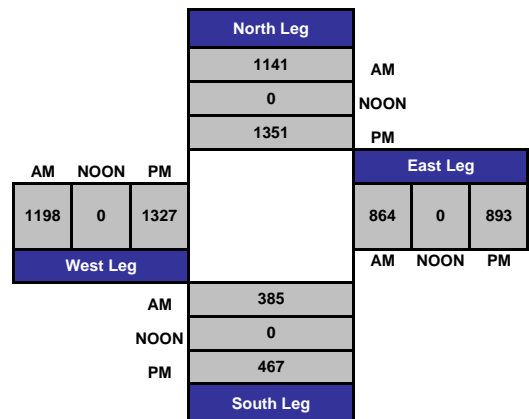 North Leg
1141 AM
0 NOON
1351 PM
AM NOON PM
East Leg
1198 0 1327
864 0 893
West Leg
AM NOON PM
AM 385
NOON 0
PM 467
South Leg